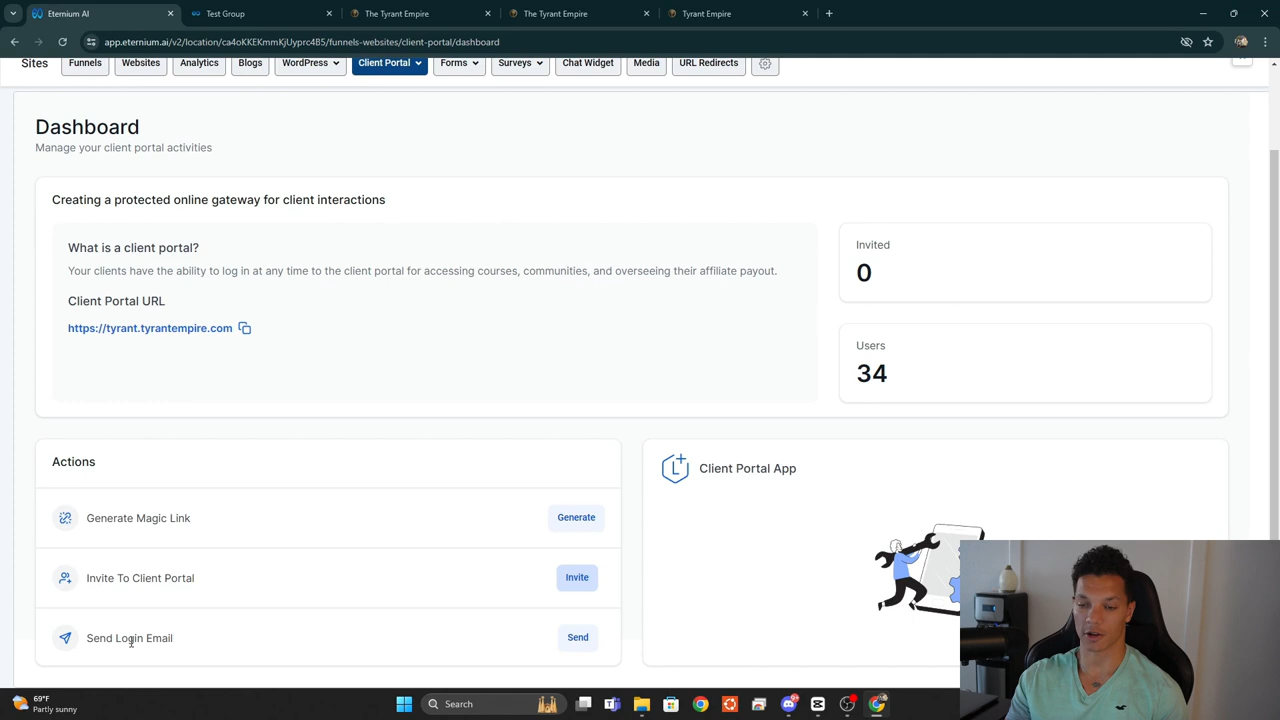 Eternium AI
Test Group
The Tyrant Empire
The Tyrant Empire
Tyrant Empire
app.eternium.ai/v2/location/ca4oKKEKmmKjUyprc4B5/funnels-websites/client-portal/dashboard
Sites
Funnels
Websites
Analytics
Blogs
WordPress
Client Portal
Forms
Surveys
Chat Widget
Media
URL Redirects
Dashboard
Manage your client portal activities
Creating a protected online gateway for client interactions
What is a client portal?
Your clients have the ability to log in at any time to the client portal for accessing courses, communities, and overseeing their affiliate payout.
Client Portal URL
https://tyrant.tyrantempire.com
Invited
0
Users
34
Actions
Generate Magic Link
Generate
Invite To Client Portal
Invite
Send Login Email
Send
Client Portal App
69°F
Partly sunny
Search